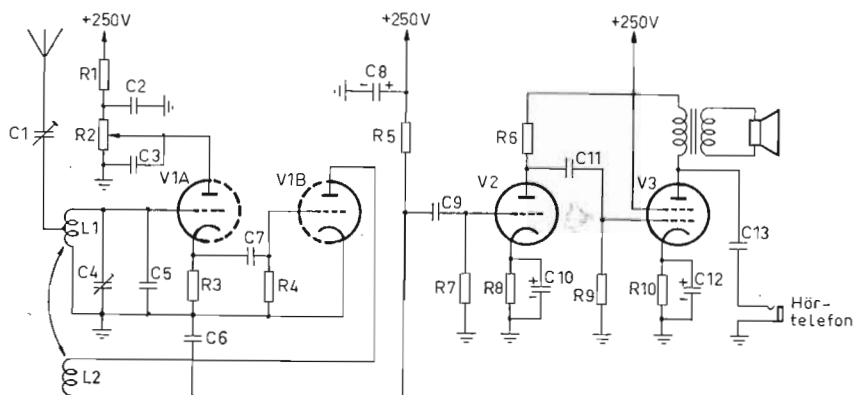 +250V
+250V
+250V
R1
C2
C8
-
+
C1
R2
R5
R6
C3
C11
V1A
V1B
V2
V3
C9
L1
C7
C13
C4
C5
R3
R4
R7
R8
+
-
C10
R9
R10
+
-
C12
Hör-
telefon
C6
L2